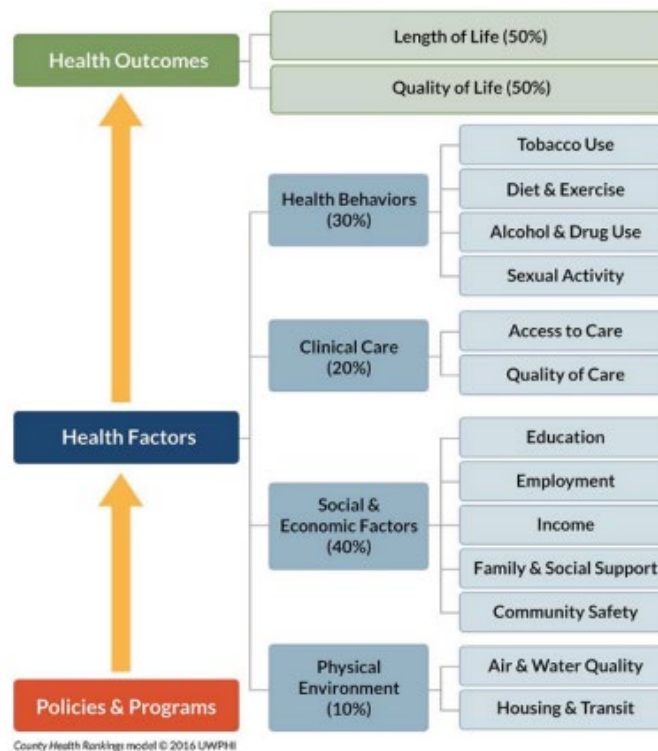 Health Outcomes
Length of Life (50%)
Quality of Life (50%)
Health Behaviors
(30%)
Tobacco Use
Diet & Exercise
Alcohol & Drug Use
Sexual Activity
Clinical Care
(20%)
Access to Care
Quality of Care
Health Factors
Social &
Economic Factors
(40%)
Education
Employment
Income
Family & Social Support
Community Safety
Physical
Environment
(10%)
Air & Water Quality
Housing & Transit
Policies & Programs
County Health Rankings model © 2016 UWPHI